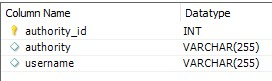 Column Name Datatype
authority_id INT
authority VARCHAR(255)
username VARCHAR(255)